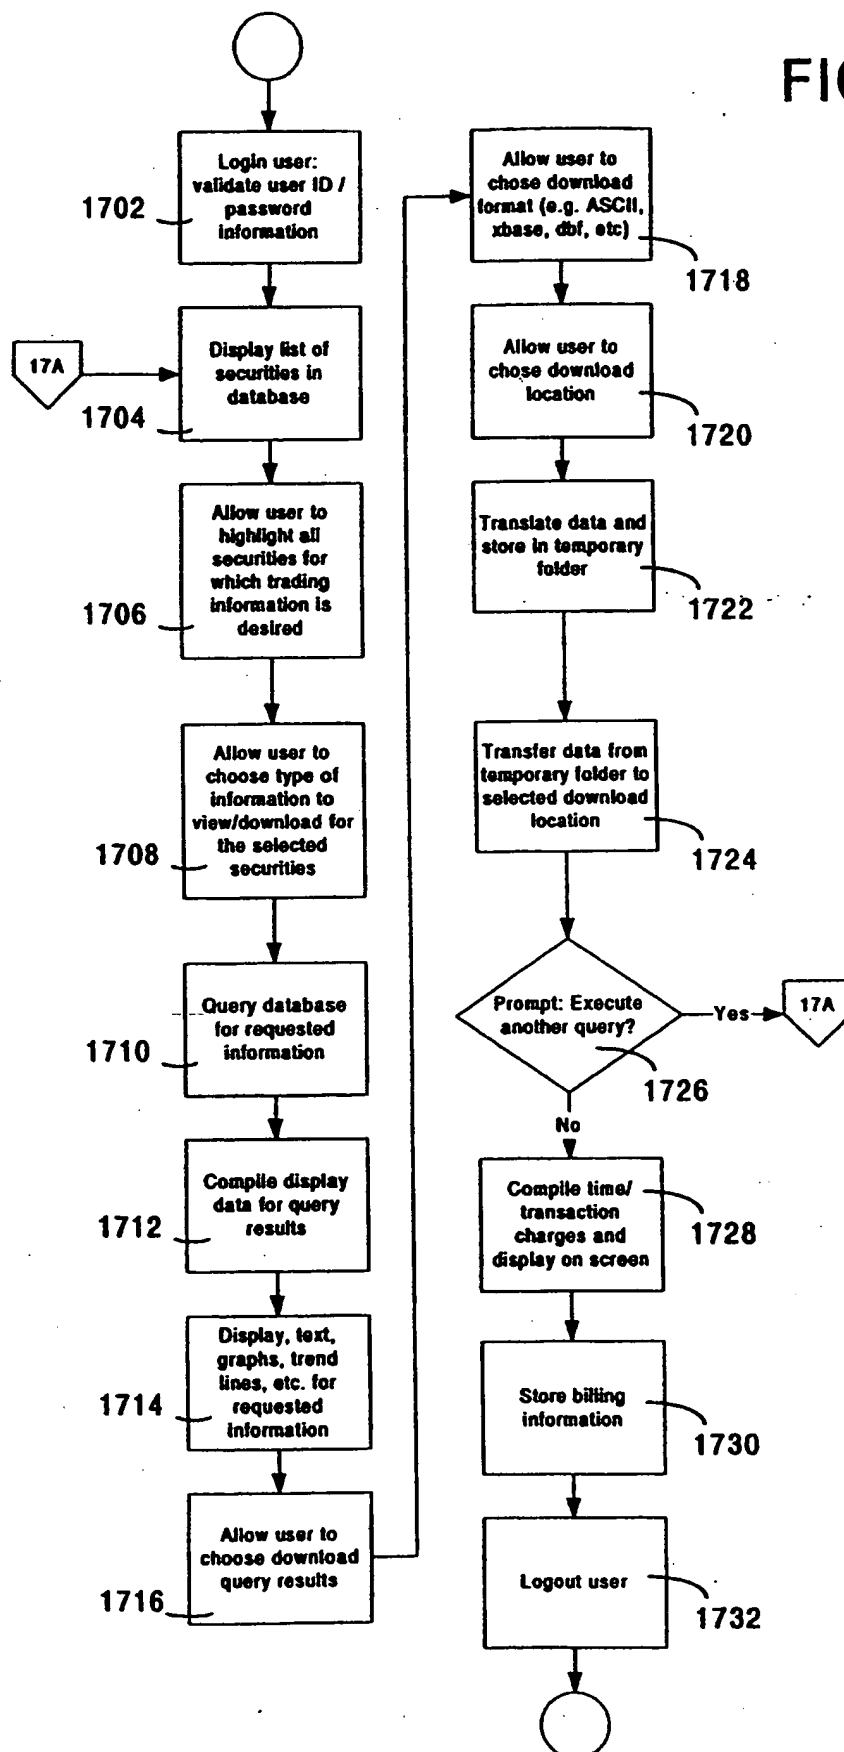 FIG
Login user:
validate user ID /
password
information
1702
17A
Display list of
securities in
database
1704
Allow user to
highlight all
securities for
which trading
information is
desired
1706
Allow user to
choose type of
information to
view/download for
the selected
securities
1708
Query database
for requested
information
1710
Compile display
data for query
results
1712
Display, text,
graphs, trend
lines, etc. for
requested
information
1714
Allow user to
choose download
query results
1716
Allow user to
chose download
format (e.g. ASCII,
xbase, dbf, etc)
1718
Allow user to
chose download
location
1720
Translate data and
store in temporary
folder
1722
Transfer data from
temporary folder to
selected download
location
1724
Prompt: Execute
another query?
1726
Yes
17A
No
Compile time/
transaction
charges and
display on screen
1728
Store billing
information
1730
Logout user
1732